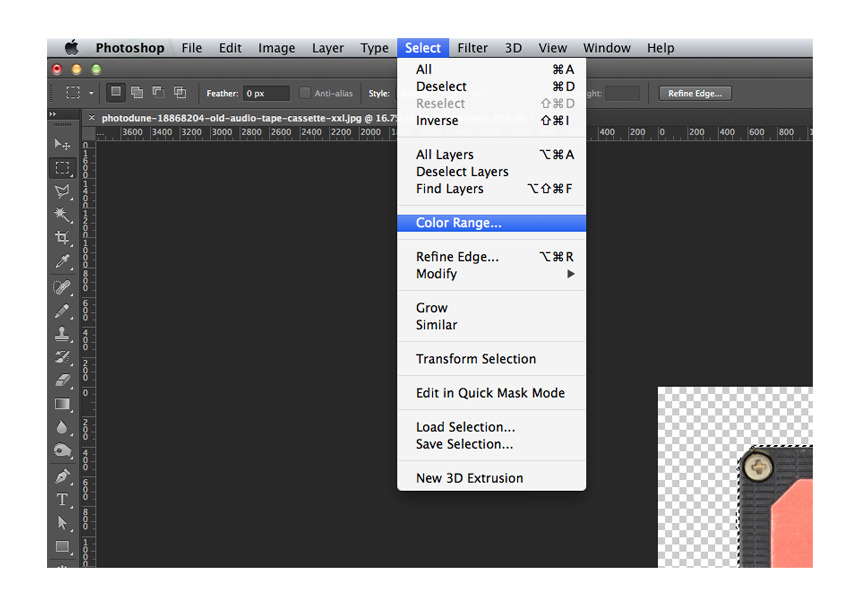 Photoshop File Edit Image Layer Type Select Filter 3D View Window Help
Feather: 0 px Anti-alias Style: Refine Edge...
× photodune-18868204-old-audio-tape-cassette-xxl.jpg @ 16.7
3600 3400 3200 3000 2800 2600 2400 2200 2000 400 200 0 200 400 600 800
All ⌘A
Deselect ⌘D
Reselect ⇧⌘D
Inverse ⇧⌘I
All Layers ⌥⌘A
Deselect Layers
Find Layers ⌥⇧⌘F
Color Range...
Refine Edge... ⌥⌘R
Modify ▶
Grow
Similar
Transform Selection
Edit in Quick Mask Mode
Load Selection...
Save Selection...
New 3D Extrusion